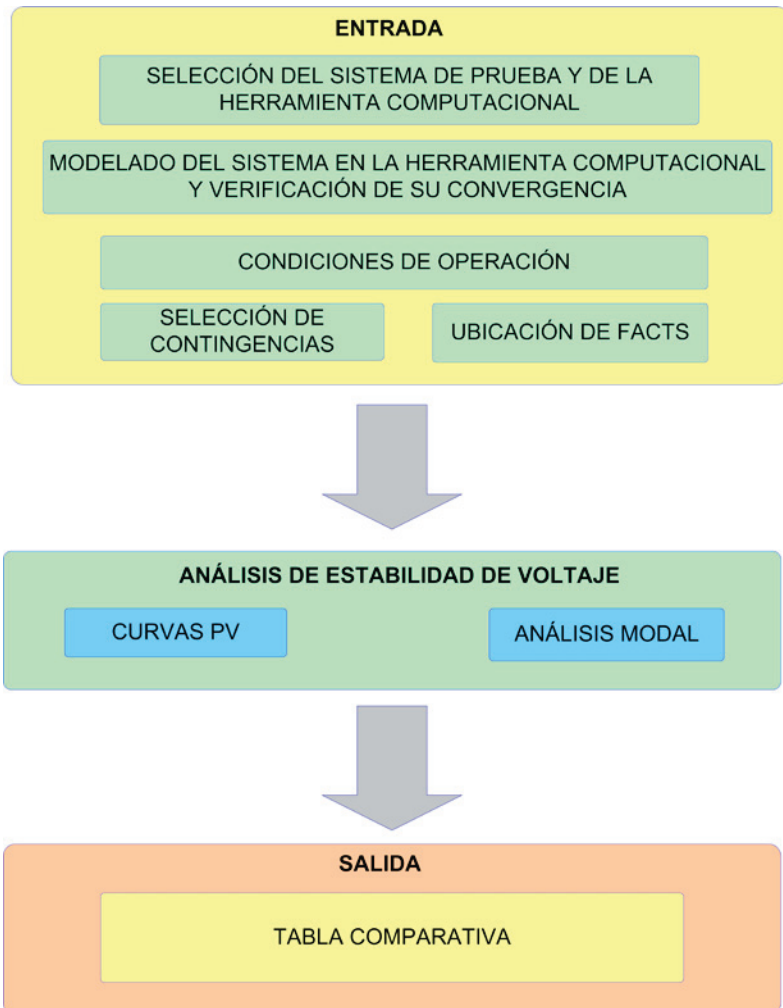 ENTRADA
SELECCIÓN DEL SISTEMA DE PRUEBA Y DE LA
HERRAMIENTA COMPUTACIONAL
MODELADO DEL SISTEMA EN LA HERRAMIENTA COMPUTACIONAL
Y VERIFICACIÓN DE SU CONVERGENCIA
CONDICIONES DE OPERACIÓN
SELECCIÓN DE
CONTINGENCIAS
UBICACIÓN DE FACTS
ANÁLISIS DE ESTABILIDAD DE VOLTAJE
CURVAS PV
ANÁLISIS MODAL
SALIDA
TABLA COMPARATIVA